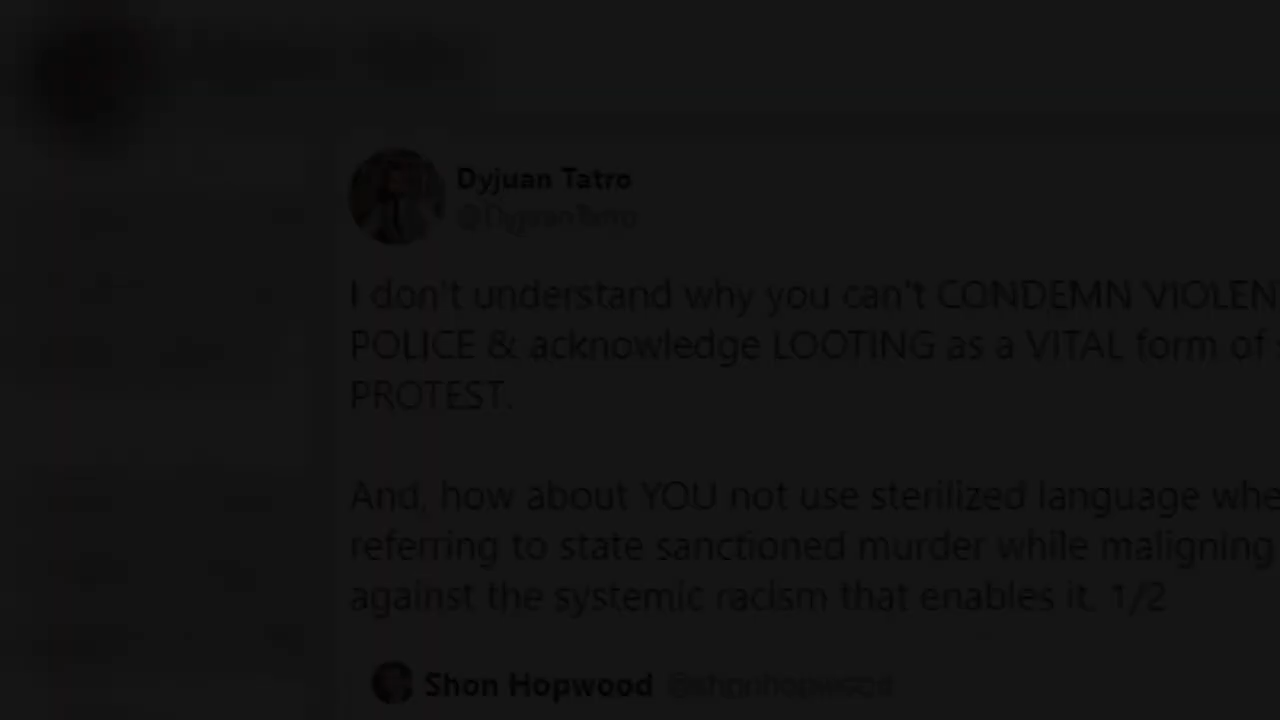 Dyjuan Tatro
@DyjuanTatro
I don't understand why you can't CONDEMN VIOLEN
POLICE & acknowledge LOOTING as a VITAL form of
PROTEST.
And, how about YOU not use sterilized language whe
referring to state sanctioned murder while maligning
against the systemic racism that enables it. 1/2
Shon Hopwood @shonhopwood